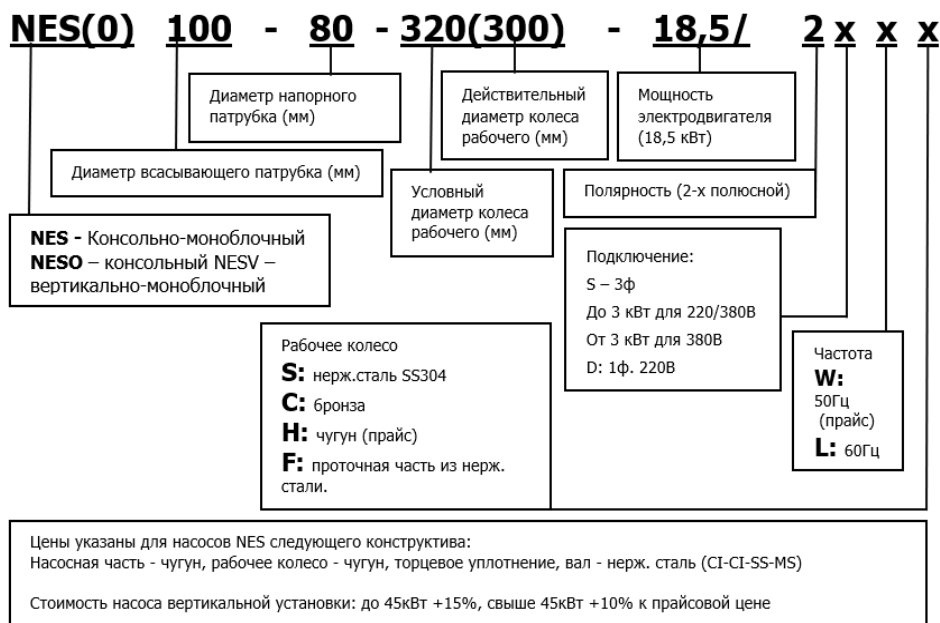 NES(0) 100 - 80 - 320(300) - 18,5/ 2 x x x
Диаметр напорного
патрубка (мм)
Действительный
диаметр колеса
рабочего (мм)
Мощность
электродвигателя
(18,5 кВт)
Диаметр всасывающего патрубка (мм)
Условный
диаметр колеса
рабочего (мм)
Полярность (2-х полюсной)
NES - Консольно-моноблочный
NESO – консольный NESV –
вертикально-моноблочный
Подключение:
S – 3ф
До 3 кВт для 220/380В
От 3 кВт для 380В
D: 1ф. 220В
Рабочее колесо
S: нерж.сталь SS304
C: бронза
H: чугун (прайс)
F: проточная часть из нерж.
стали.
Частота
W:
50Гц
(прайс)
L: 60Гц
Цены указаны для насосов NES следующего конструктива:
Насосная часть - чугун, рабочее колесо - чугун, торцевое уплотнение, вал - нерж. сталь (CI-CI-SS-MS)
Стоимость насоса вертикальной установки: до 45кВт +15%, свыше 45кВт +10% к прайсовой цене